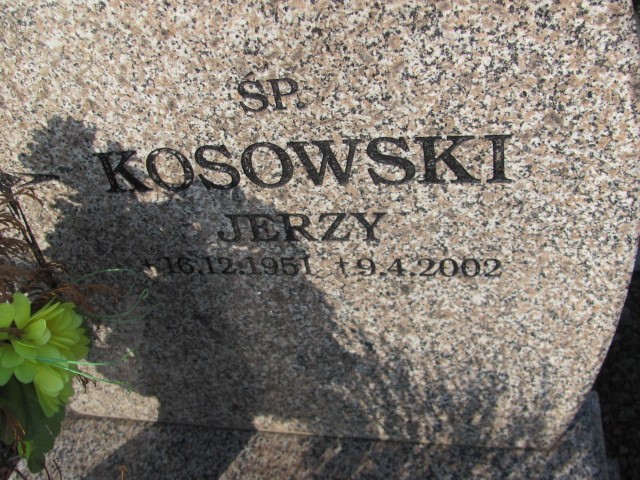 ŚP.
KOSOWSKI
JERZY
+16.12.1951 +9.4.2002